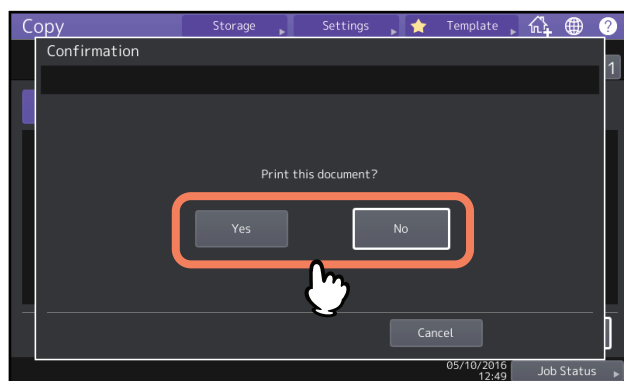 Copy
Storage
Settings
Template
?
Confirmation
1
Print this document?
Yes
No
Cancel
05/10/2016
12:49
Job Status